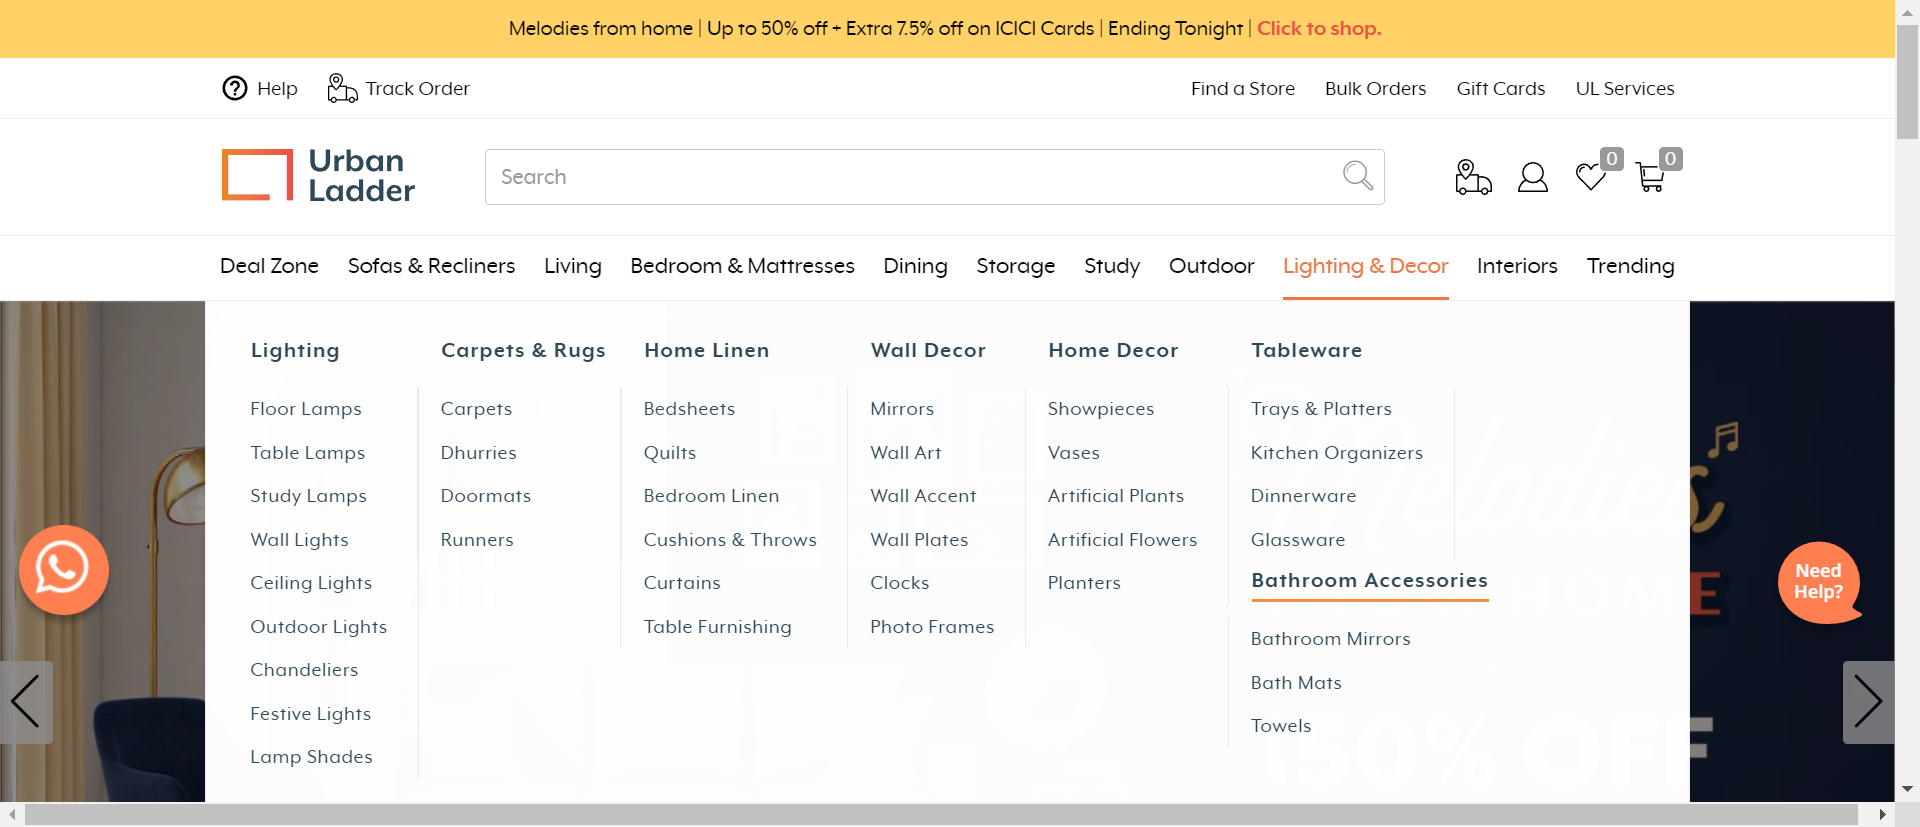 Melodies from home | Up to 50% off + Extra 7.5% off on ICICI Cards | Ending Tonight | Click to shop.
Help Track Order Find a Store Bulk Orders Gift Cards UL Services
Urban Ladder
Search
0 0
Deal Zone Sofas & Recliners Living Bedroom & Mattresses Dining Storage Study Outdoor Lighting & Decor Interiors Trending
Lighting
Floor Lamps
Table Lamps
Study Lamps
Wall Lights
Ceiling Lights
Outdoor Lights
Chandeliers
Festive Lights
Lamp Shades
Carpets & Rugs
Carpets
Dhurries
Doormats
Runners
Home Linen
Bedsheets
Quilts
Bedroom Linen
Cushions & Throws
Curtains
Table Furnishing
Wall Decor
Mirrors
Wall Art
Wall Accent
Wall Plates
Clocks
Photo Frames
Home Decor
Showpieces
Vases
Artificial Plants
Artificial Flowers
Planters
Tableware
Trays & Platters
Kitchen Organizers
Dinnerware
Glassware
Bathroom Accessories
Bathroom Mirrors
Bath Mats
Towels
Need
Help?
50% OFF